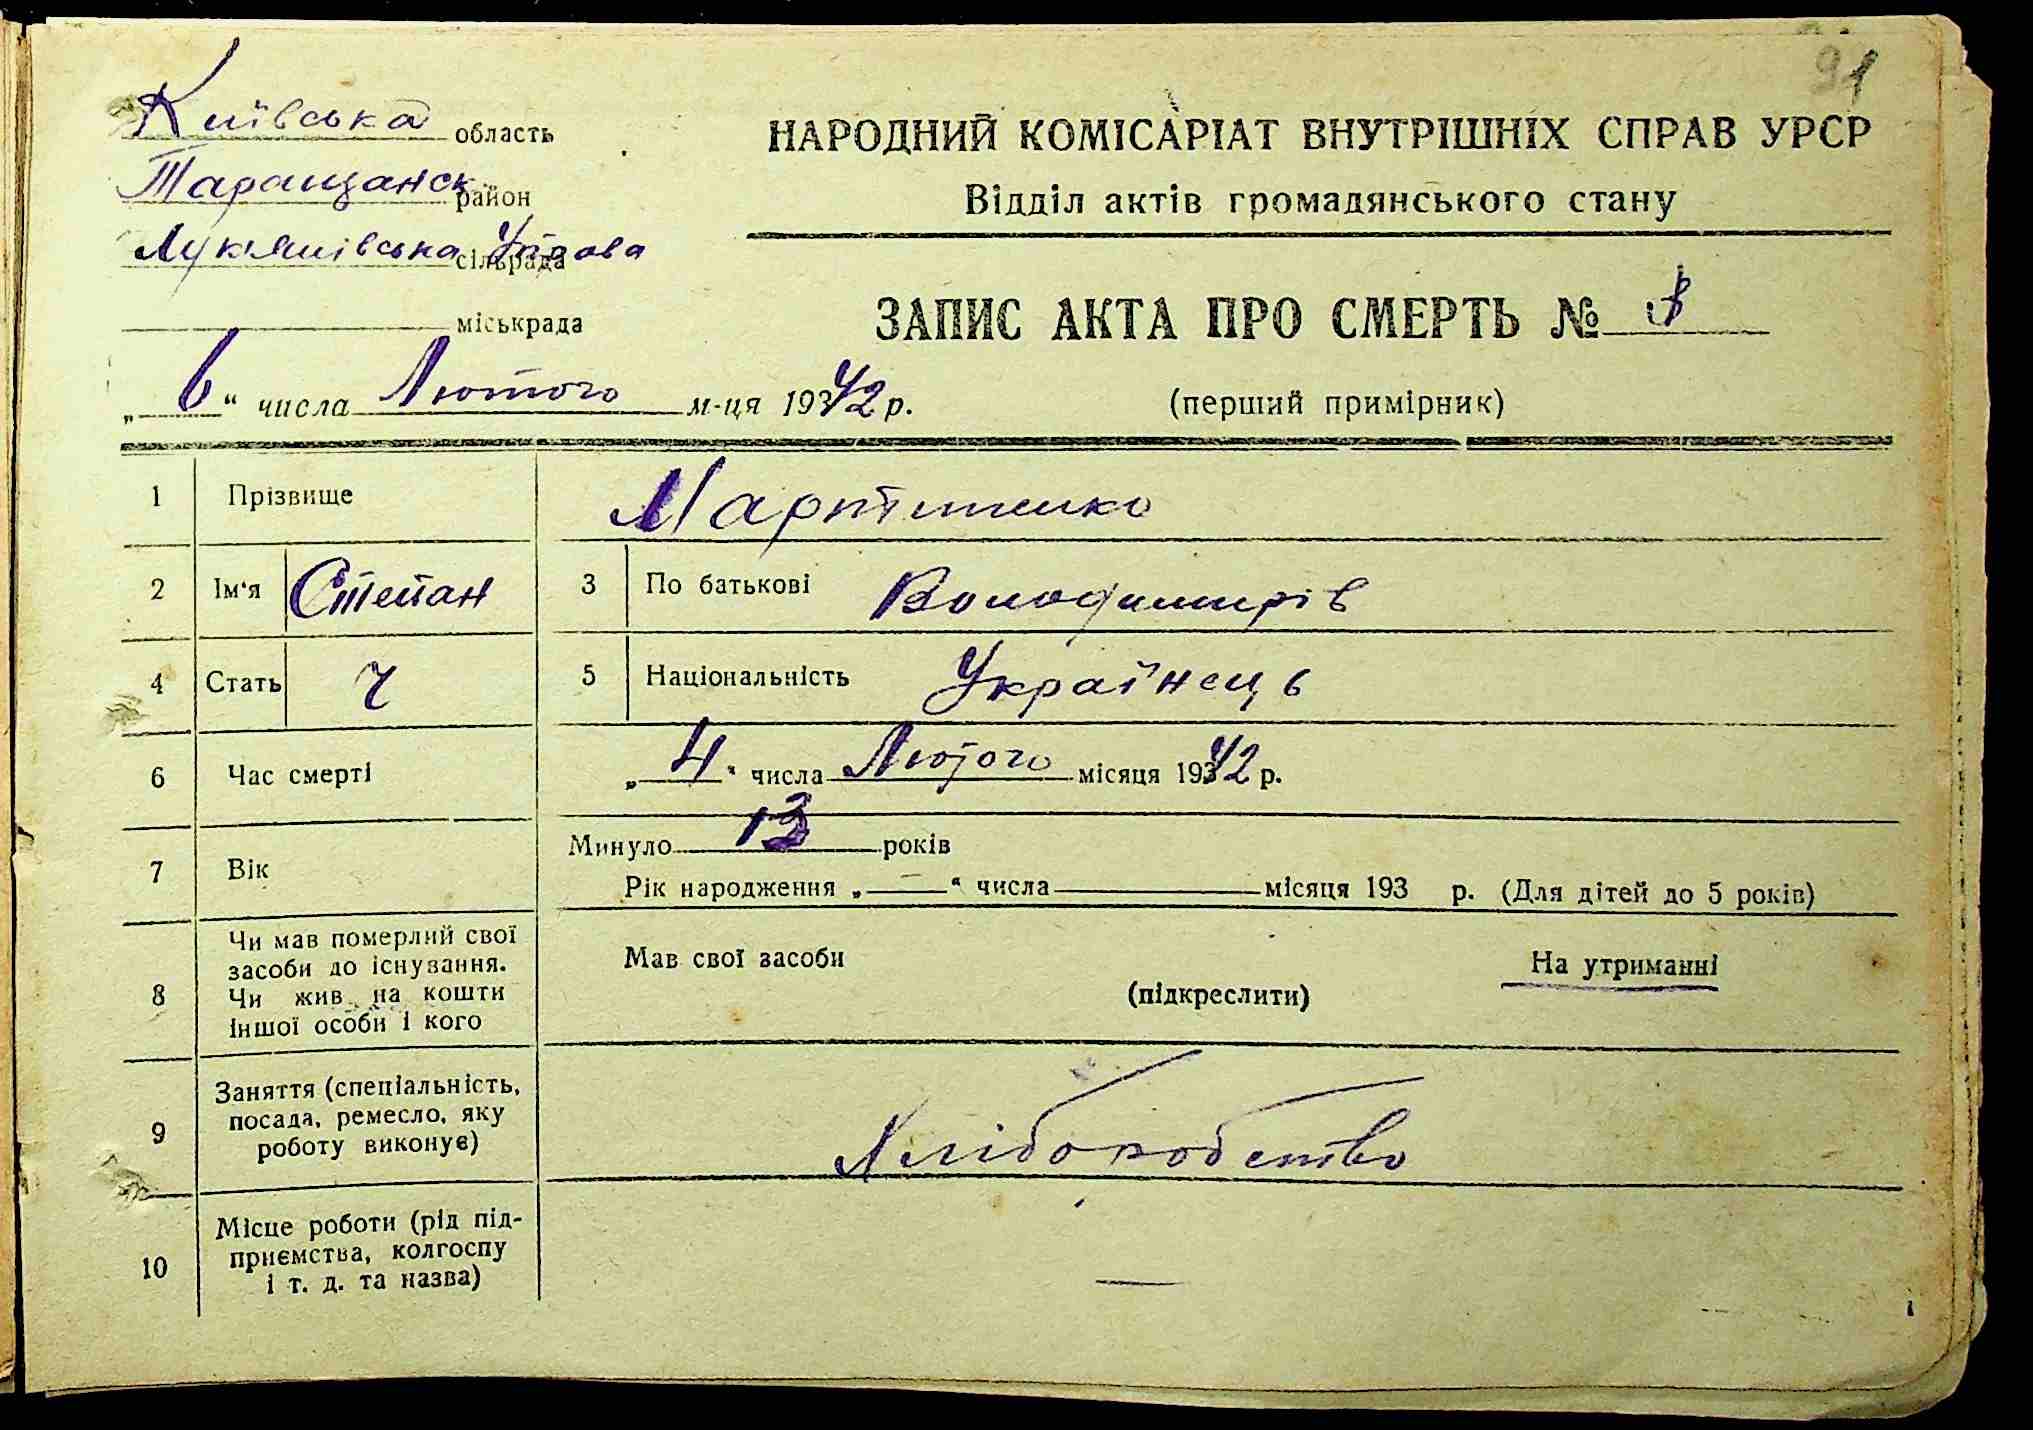 91
Київська область
Таращанськ район
Лукянівська сільрада Управа
міськрада
НАРОДНИЙ КОМІСАРІАТ ВНУТРІШНІХ СПРАВ УРСР
Відділ актів громадянського стану
ЗАПИС АКТА ПРО СМЕРТЬ №
„6“ числа Лютого м-ця 1942 р.
(перший примірник)
1 Прізвище Мартиненко
2 Ім'я Степан 3 По батькові Володимирів
4 Стать Ч 5 Національність Українець
6 Час смерті „4“ числа Лютого місяця 1942 р.
7 Вік Минуло 13 років
Рік народження „—“ числа місяця 193 р. (Для дітей до 5 років)
8 Чи мав померлий свої
засоби до існування.
Чи жив на кошти
іншої особи і кого
Мав свої засоби
(підкреслити)
На утриманні
9 Заняття (спеціальність,
посада, ремесло, яку
роботу виконує)
Хліборобство
10 Місце роботи (рід під-
приємства, колгоспу
і т. д. та назва)
—